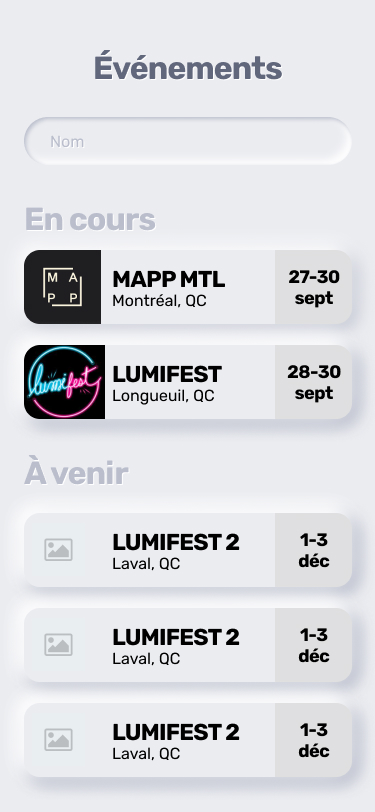 Événements
Nom
En cours
M A
P P
MAPP MTL
Montréal, QC
27-30
sept
lumifest
LUMIFEST
Longueuil, QC
28-30
sept
À venir
LUMIFEST 2
Laval, QC
1-3
déc
LUMIFEST 2
Laval, QC
1-3
déc
LUMIFEST 2
Laval, QC
1-3
déc